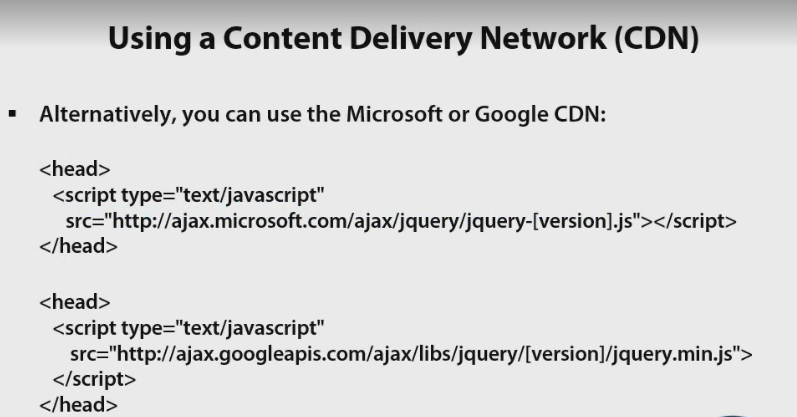 Using a Content Delivery Network (CDN)
▪ Alternatively, you can use the Microsoft or Google CDN:
<head>
<script type="text/javascript"
src="http://ajax.microsoft.com/ajax/jquery/jquery-[version].js"></script>
</head>
<head>
<script type="text/javascript"
src="http://ajax.googleapis.com/ajax/libs/jquery/[version]/jquery.min.js">
</script>
</head>